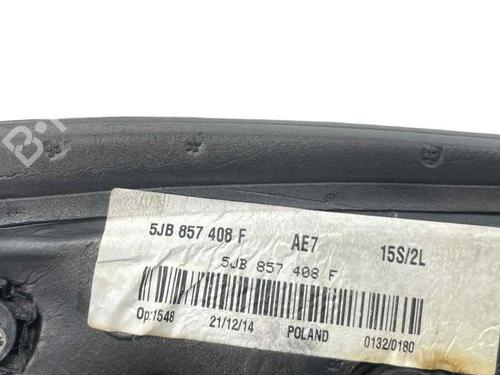 5JB 857 408 F AE7 15S/2L
5JB 857 408 F
Op:1548 21/12/14 POLAND 0132/0180